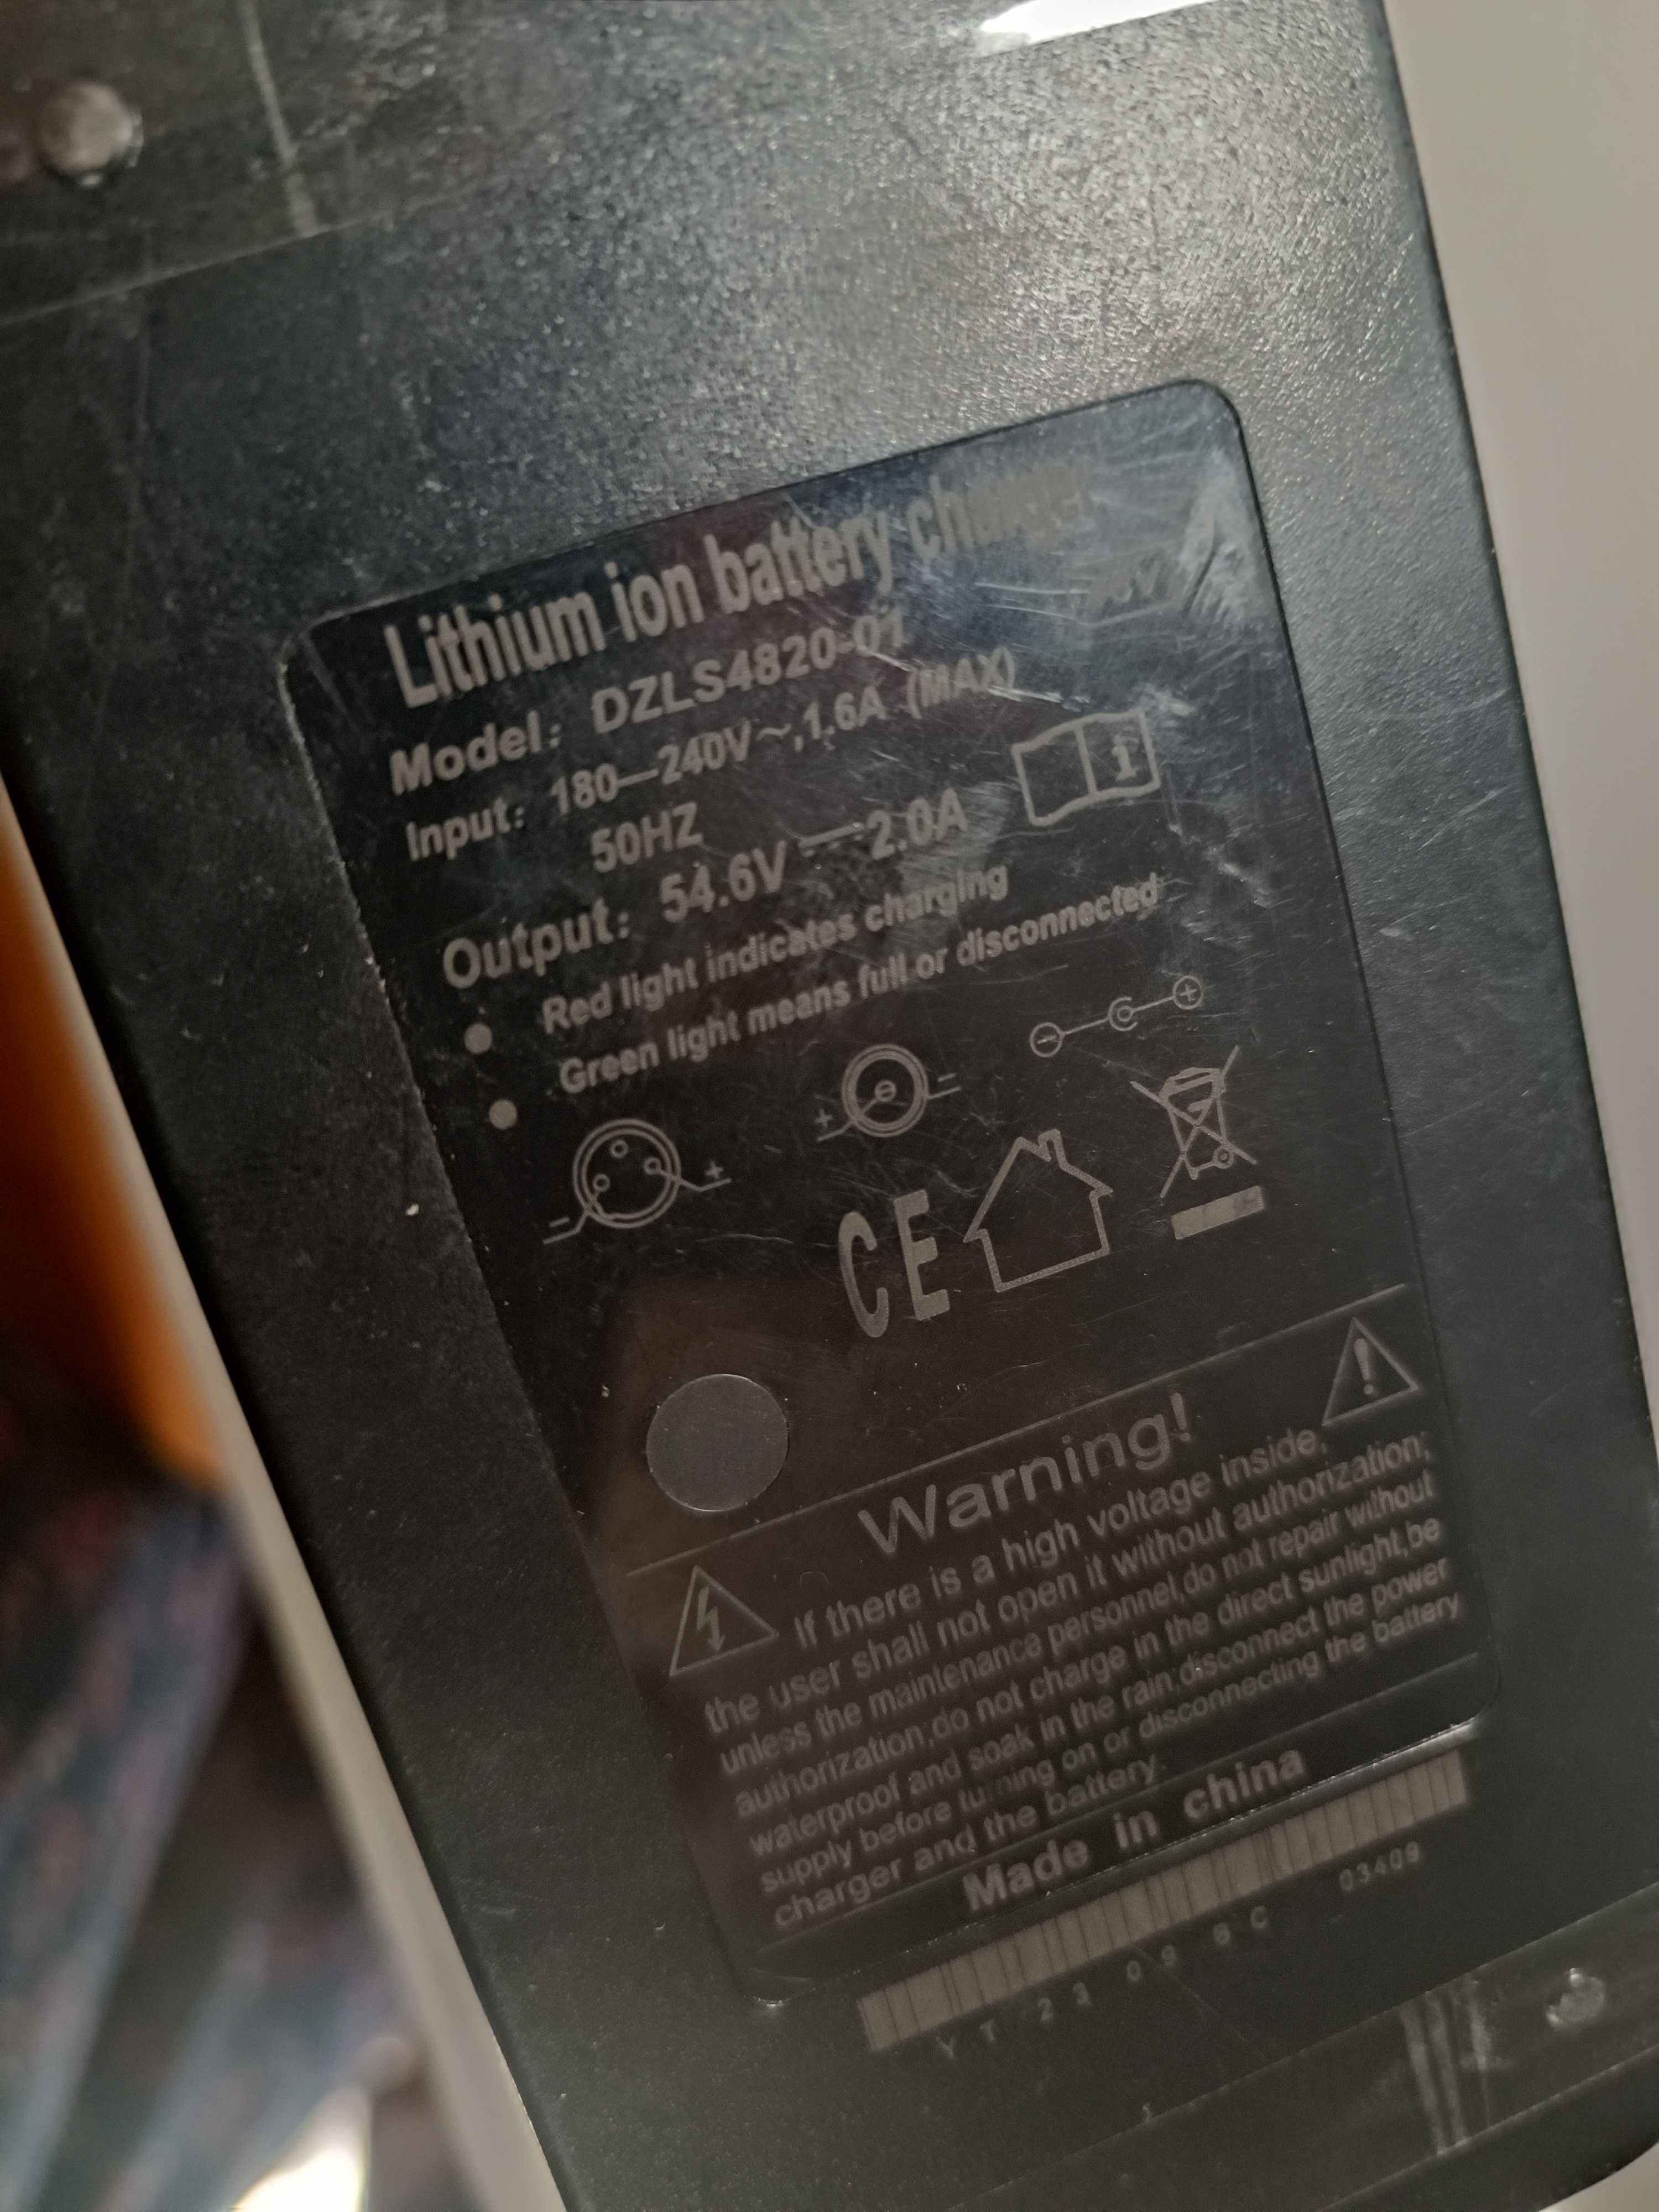 Lithium ion battery charger
Model: DZLS4820-01
Input: 180—240V~,1.6A (MAX)
50HZ
Output: 54.6V ⎓ 2.0A
Red light indicates charging
Green light means full or disconnected
CE
Warning!
If there is a high voltage inside,
the user shall not open it without authorization;
unless the maintenance personnel,do not repair without
authorization,do not charge in the direct sunlight,be
waterproof and soak in the rain;disconnect the power
supply before turning on or disconnecting the battery
charger and the battery.
Made in china
YT 23 09 6C 03409